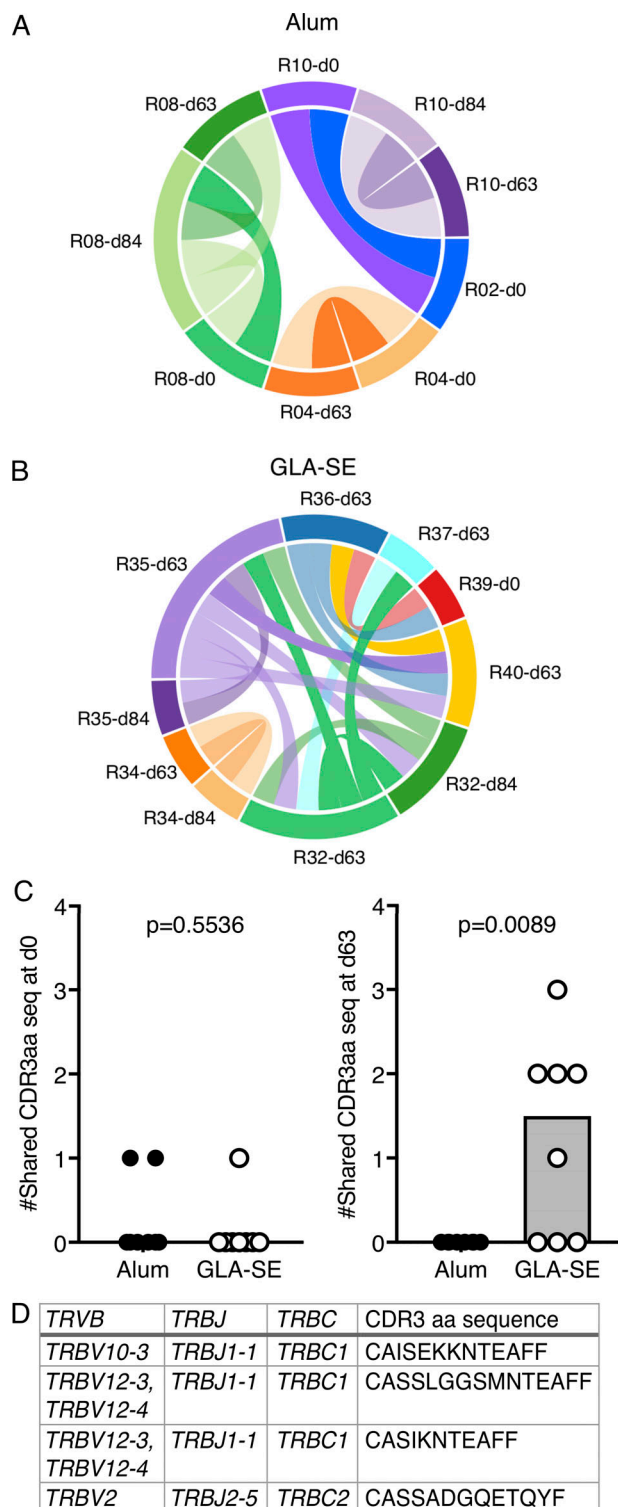 A
Alum
R10-d0
R08-d63
R10-d84
R10-d63
R08-d84
R02-d0
R08-d0
R04-d0
R04-d63
B
GLA-SE
R36-d63
R37-d63
R35-d63
R39-d0
R40-d63
R35-d84
R34-d63
R32-d84
R34-d84
R32-d63
C
#Shared CDR3aa seq at d0
4
3
2
1
0
p=0.5536
Alum GLA-SE
#Shared CDR3aa seq at d63
4
3
2
1
0
p=0.0089
Alum GLA-SE
D
TRVB TRBJ TRBC CDR3 aa sequence
TRBV10-3 TRBJ1-1 TRBC1 CAISEKKNTEAFF
TRBV12-3, TRBJ1-1 TRBC1 CASSLGGSMNTEAFF
TRBV12-4
TRBV12-3, TRBJ1-1 TRBC1 CASIKNTEAFF
TRBV12-4
TRBV2 TRBJ2-5 TRBC2 CASSADGQETQYF